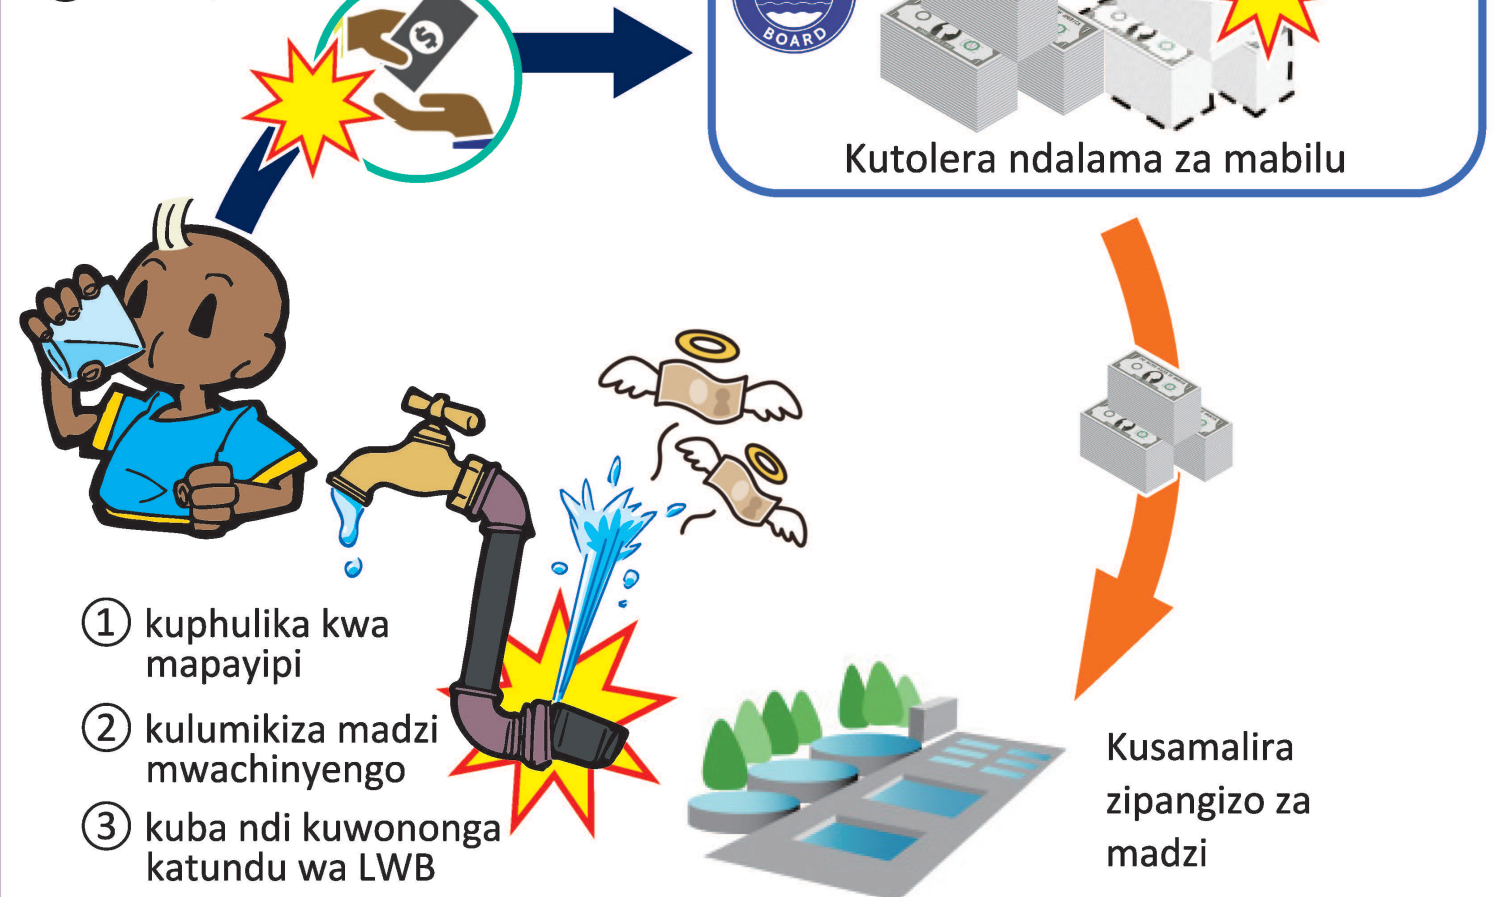 BOARD
Kutolera ndalama za mabilu
① kuphulika kwa
mapayipi
② kulumikiza madzi
mwachinyengo
③ kuba ndi kuwononga
katundu wa LWB
Kusamalira
zipangizo za
madzi